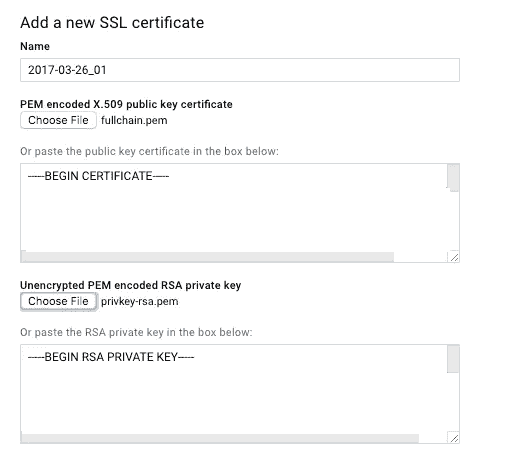 Add a new SSL certificate
Name
2017-03-26_01
PEM encoded X.509 public key certificate
Choose File fullchain.pem
Or paste the public key certificate in the box below:
-----BEGIN CERTIFICATE-----
Unencrypted PEM encoded RSA private key
Choose File privkey-rsa.pem
Or paste the RSA private key in the box below:
-----BEGIN RSA PRIVATE KEY-----